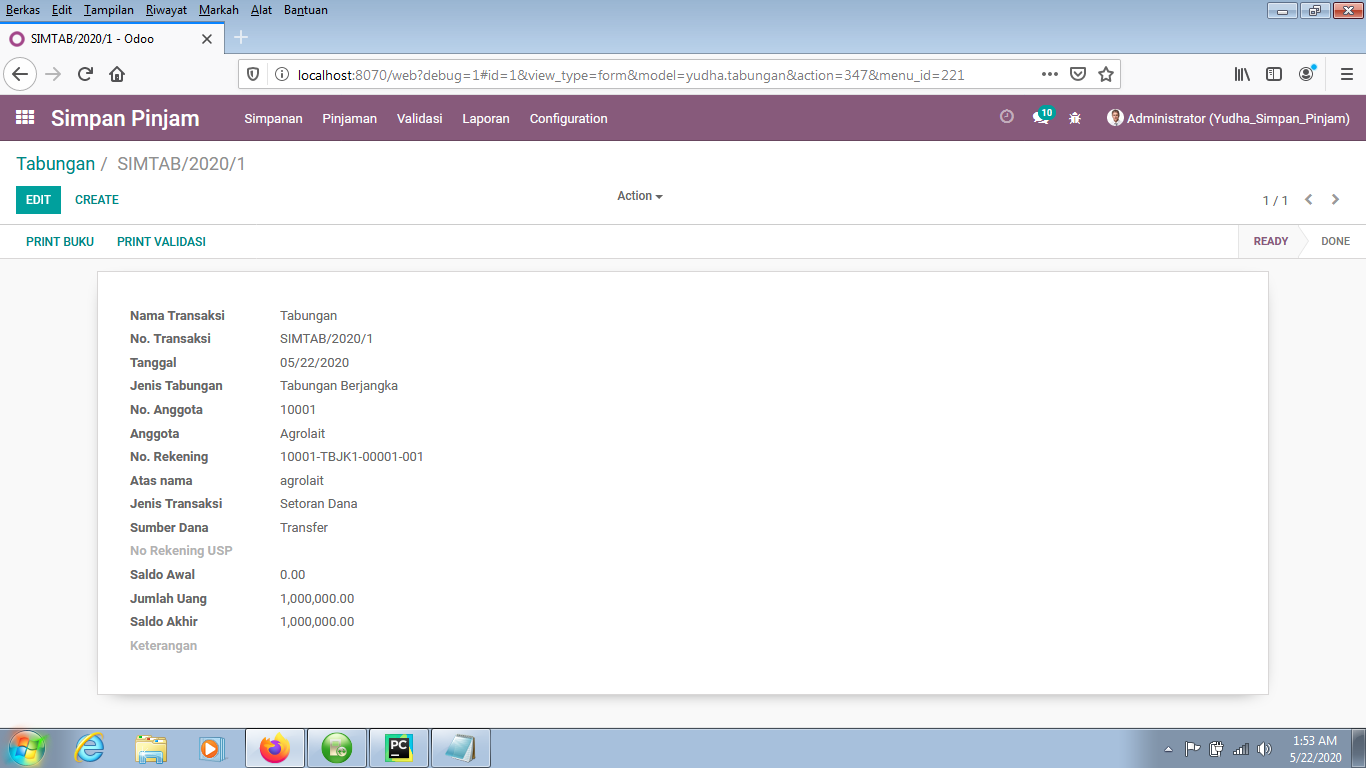 Berkas Edit Tampilan Riwayat Markah Alat Bantuan
SIMTAB/2020/1 - Odoo
localhost:8070/web?debug=1#id=1&view_type=form&model=yudha.tabungan&action=347&menu_id=221
Simpan Pinjam Simpanan Pinjaman Validasi Laporan Configuration 10 Administrator (Yudha_Simpan_Pinjam)
Tabungan / SIMTAB/2020/1
EDIT CREATE Action 1 / 1
PRINT BUKU PRINT VALIDASI READY DONE
Nama Transaksi Tabungan
No. Transaksi SIMTAB/2020/1
Tanggal 05/22/2020
Jenis Tabungan Tabungan Berjangka
No. Anggota 10001
Anggota Agrolait
No. Rekening 10001-TBJK1-00001-001
Atas nama agrolait
Jenis Transaksi Setoran Dana
Sumber Dana Transfer
No Rekening USP
Saldo Awal 0.00
Jumlah Uang 1,000,000.00
Saldo Akhir 1,000,000.00
Keterangan
PC
1:53 AM
5/22/2020